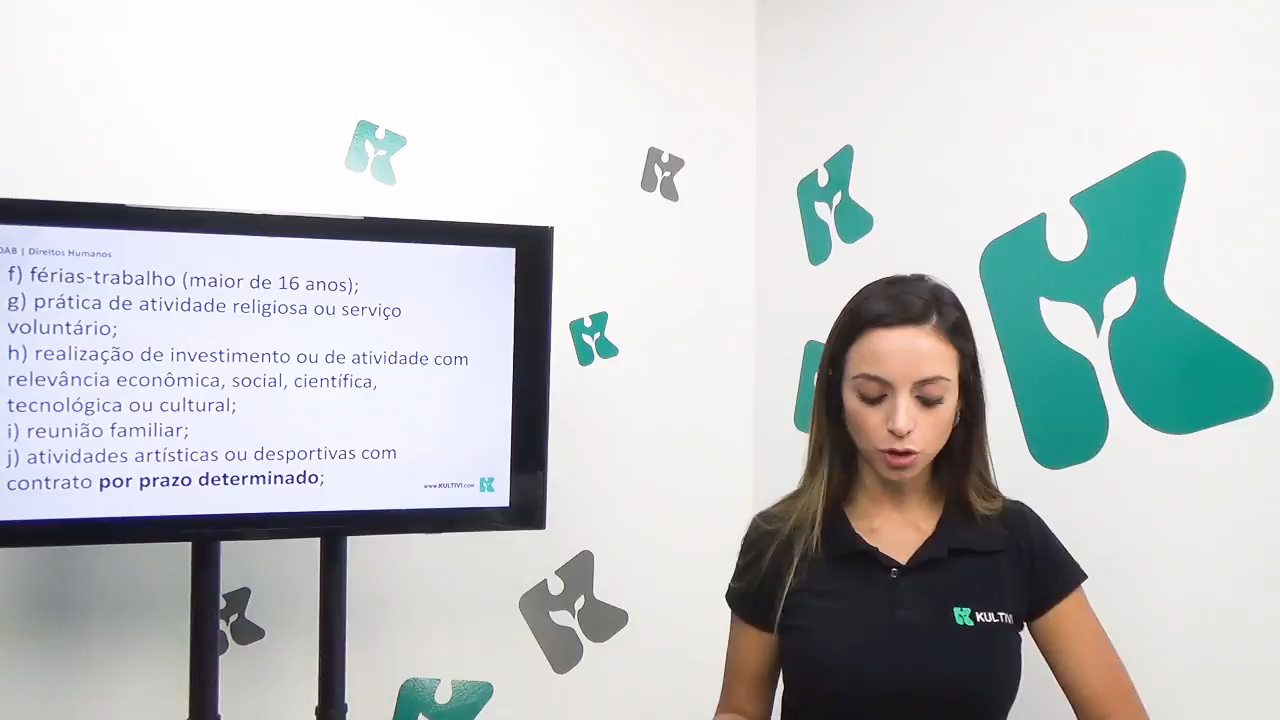 OAB | Direitos Humanos
f) férias-trabalho (maior de 16 anos);
g) prática de atividade religiosa ou serviço
voluntário;
h) realização de investimento ou de atividade com
relevância econômica, social, científica,
tecnológica ou cultural;
i) reunião familiar;
j) atividades artísticas ou desportivas com
contrato por prazo determinado;
www.KULTIVI.com
KULTIVI